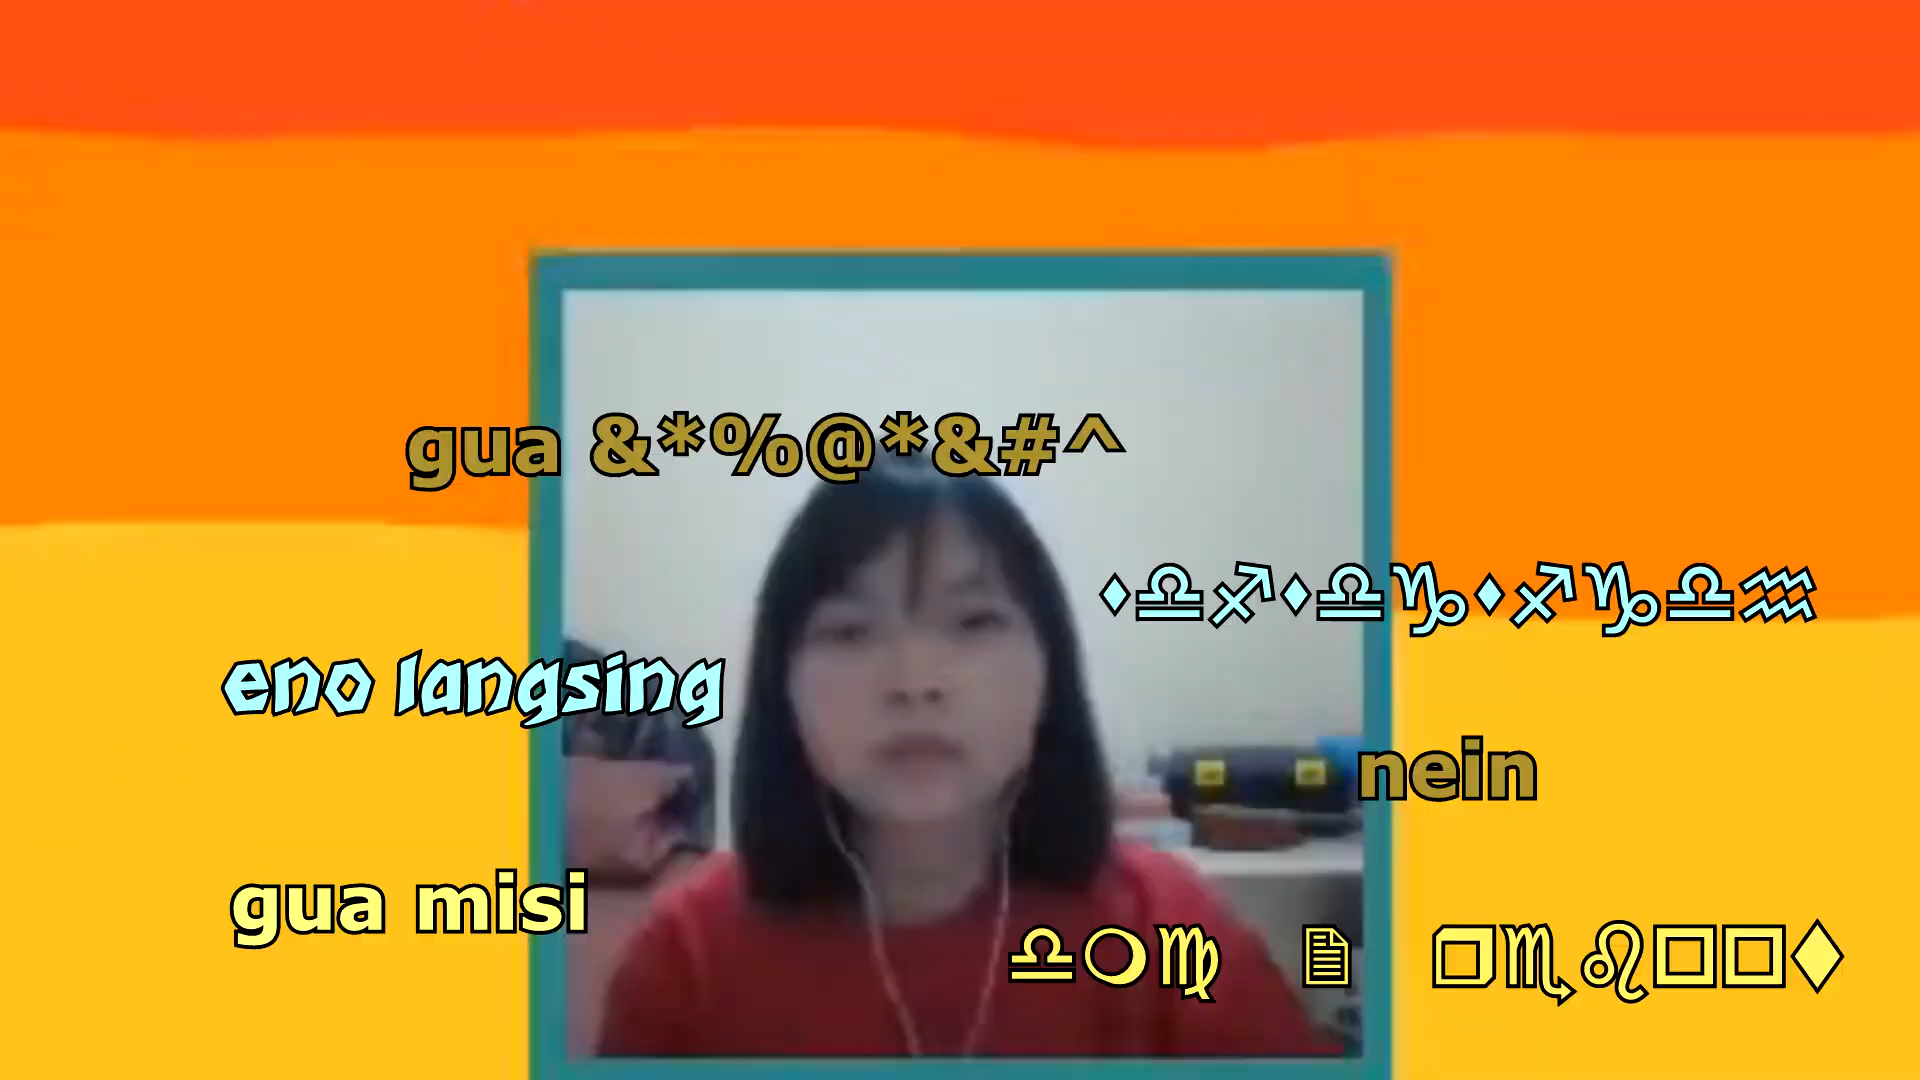 gua &*%@*&#^
⬧♎♐⬧♎♑⬧♐♑♎♒
eno langsing
nein
gua misi
♎❍♍ 🗎 ❒♏♌□□⧫